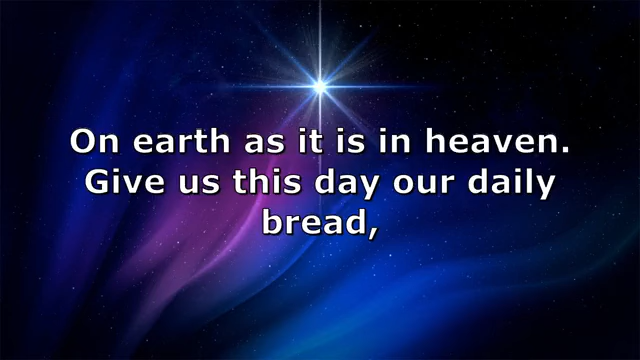 On earth as it is in heaven.
Give us this day our daily
bread,